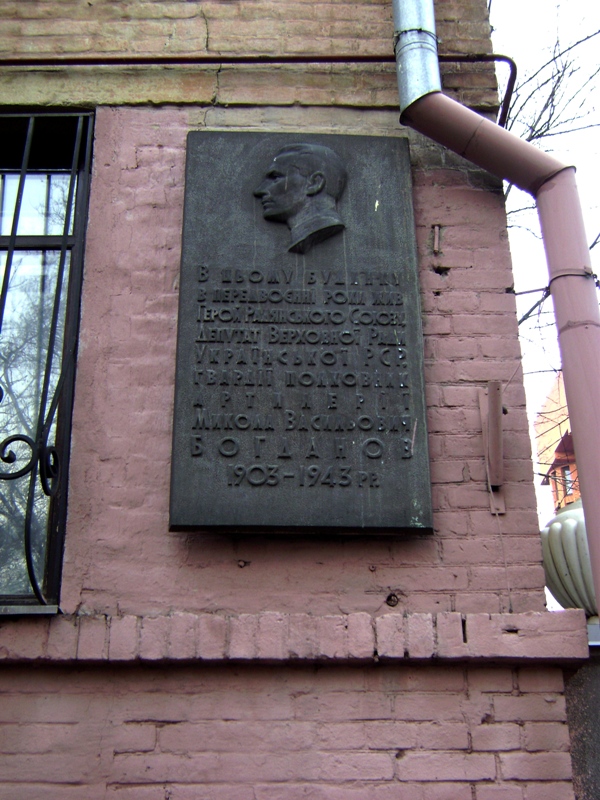 В цьому будинку
в передвоєнні роки жив
Герой Радянського Союзу,
депутат Верховної Ради
Української РСР,
гвардії полковник
артилерії
Микола Васильович
Богданов
1903-1943 рр.